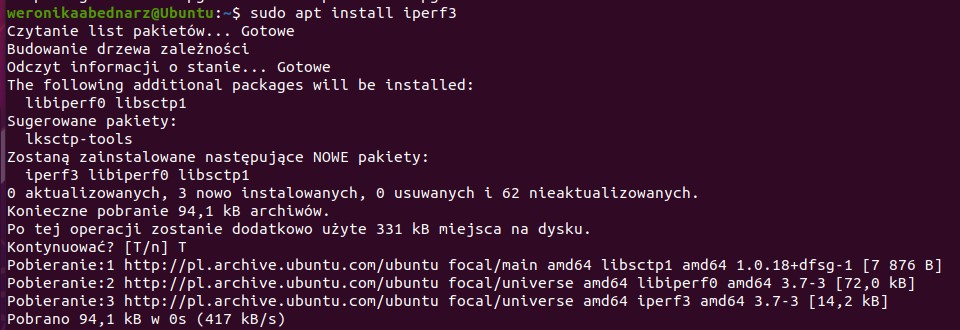 weronikaabednarz@Ubuntu:~$ sudo apt install iperf3
Czytanie list pakietów... Gotowe
Budowanie drzewa zależności
Odczyt informacji o stanie... Gotowe
The following additional packages will be installed:
  libiperf0 libsctp1
Sugerowane pakiety:
  lksctp-tools
Zostaną zainstalowane następujące NOWE pakiety:
  iperf3 libiperf0 libsctp1
0 aktualizowanych, 3 nowo instalowanych, 0 usuwanych i 62 nieaktualizowanych.
Konieczne pobranie 94,1 kB archiwów.
Po tej operacji zostanie dodatkowo użyte 331 kB miejsca na dysku.
Kontynuować? [T/n] T
Pobieranie:1 http://pl.archive.ubuntu.com/ubuntu focal/main amd64 libsctp1 amd64 1.0.18+dfsg-1 [7 876 B]
Pobieranie:2 http://pl.archive.ubuntu.com/ubuntu focal/universe amd64 libiperf0 amd64 3.7-3 [72,0 kB]
Pobieranie:3 http://pl.archive.ubuntu.com/ubuntu focal/universe amd64 iperf3 amd64 3.7-3 [14,2 kB]
Pobrano 94,1 kB w 0s (417 kB/s)